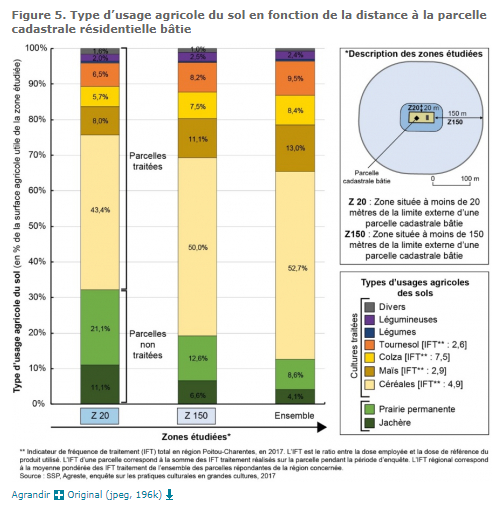 Figure 5. Type d’usage agricole du sol en fonction de la distance à la parcelle
cadastrale résidentielle bâtie
Type d'usage agricole du sol (en % de la surface agricole utile de la zone étudiée)
100%
90%
80%
70%
60%
50%
40%
30%
20%
10%
0%
2,0%
6,5%
5,7%
8,0%
43,4%
21,1%
11,1%
Z 20
Parcelles
traitées
Parcelles
non
traitées
1,0%
2,5%
8,2%
7,5%
11,1%
50,0%
12,6%
6,6%
Z 150
2,4%
9,5%
8,4%
13,0%
52,7%
8,6%
4,1%
Ensemble
Zones étudiées*
*Description des zones étudiées
Z20
20 m
150 m
Z150
Parcelle
cadastrale bâtie
0
100 m
Z 20 : Zone située à moins de 20
mètres de la limite externe d'une
parcelle cadastrale bâtie
Z150 : Zone située à moins de 150
mètres de la limite externe d'une
parcelle cadastrale bâtie
Types d'usages agricoles
des sols
Cultures traitées
Divers
Légumineuses
Légumes
Tournesol [IFT** : 2,6]
Colza [IFT** : 7,5]
Maïs [IFT** : 2,9]
Céréales [IFT** : 4,9]
Prairie permanente
Jachère
** Indicateur de fréquence de traitement (IFT) total en région Poitou-Charentes, en 2017. L'IFT est le ratio entre la dose employée et la dose de référence du
produit utilisé. L'IFT d'une parcelle correspond à la somme des IFT traitement réalisés sur la parcelle pendant la période d'enquête. L'IFT régional correspond
à la moyenne pondérée des IFT traitement de l'ensemble des parcelles répondantes de la région concernée.
Source : SSP, Agreste, enquête sur les pratiques culturales en grandes cultures, 2017
Agrandir Original (jpeg, 196k)